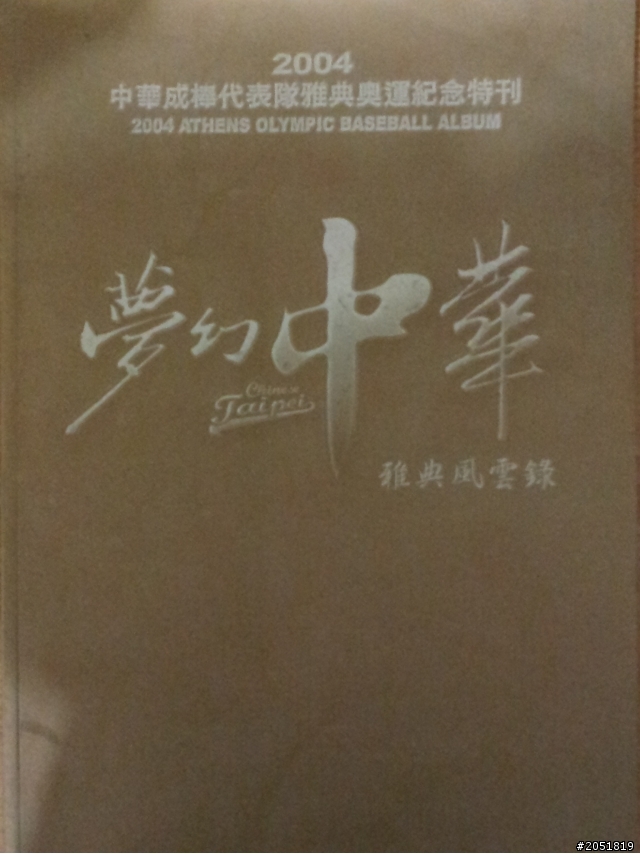 2004
中華成棒代表隊雅典奧運紀念特刊
2004 ATHENS OLYMPIC BASEBALL ALBUM
夢幻中華
Chinese
Taipei
雅典風雲錄
#2051819